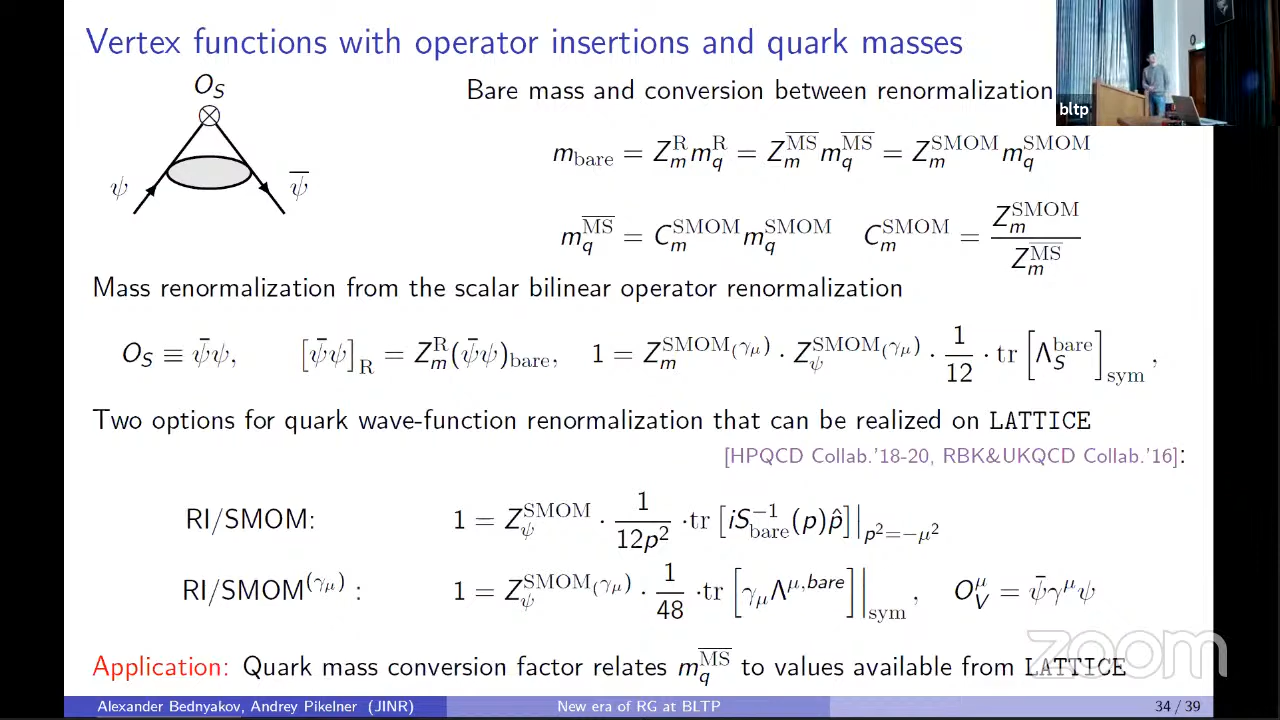 Vertex functions with operator insertions and quark masses
O_S
ψ
ψ̅
Bare mass and conversion between renormalization
m_bare = Z_m^R m_q^R = Z_m^{\overline{MS}} m_q^{\overline{MS}} = Z_m^{SMOM} m_q^{SMOM}
m_q^{\overline{MS}} = C_m^{SMOM} m_q^{SMOM}    C_m^{SMOM} = Z_m^{SMOM} / Z_m^{\overline{MS}}
Mass renormalization from the scalar bilinear operator renormalization
O_S ≡ ψ̄ψ,    [ψ̄ψ]_R = Z_m^R (ψ̄ψ)_bare,    1 = Z_m^{SMOM(γ_μ)} · Z_ψ^{SMOM(γ_μ)} · 1/12 · tr [Λ_S^{bare}]_sym ,
Two options for quark wave-function renormalization that can be realized on LATTICE
[HPQCD Collab.'18-20, RBK&UKQCD Collab.'16]:
RI/SMOM:    1 = Z_ψ^{SMOM} · 1/(12p²) · tr [iS_bare^{-1}(p)p̂]|_{p²=−μ²}
RI/SMOM^{(γ_μ)} :    1 = Z_ψ^{SMOM(γ_μ)} · 1/48 · tr [γ_μ Λ^{μ,bare}]|_sym ,    O_V^μ = ψ̄γ^μψ
Application: Quark mass conversion factor relates m_q^{\overline{MS}} to values available from LATTICE
Alexander Bednyakov, Andrey Pikelner (JINR)    New era of RG at BLTP    34 / 39
bltp
zoom